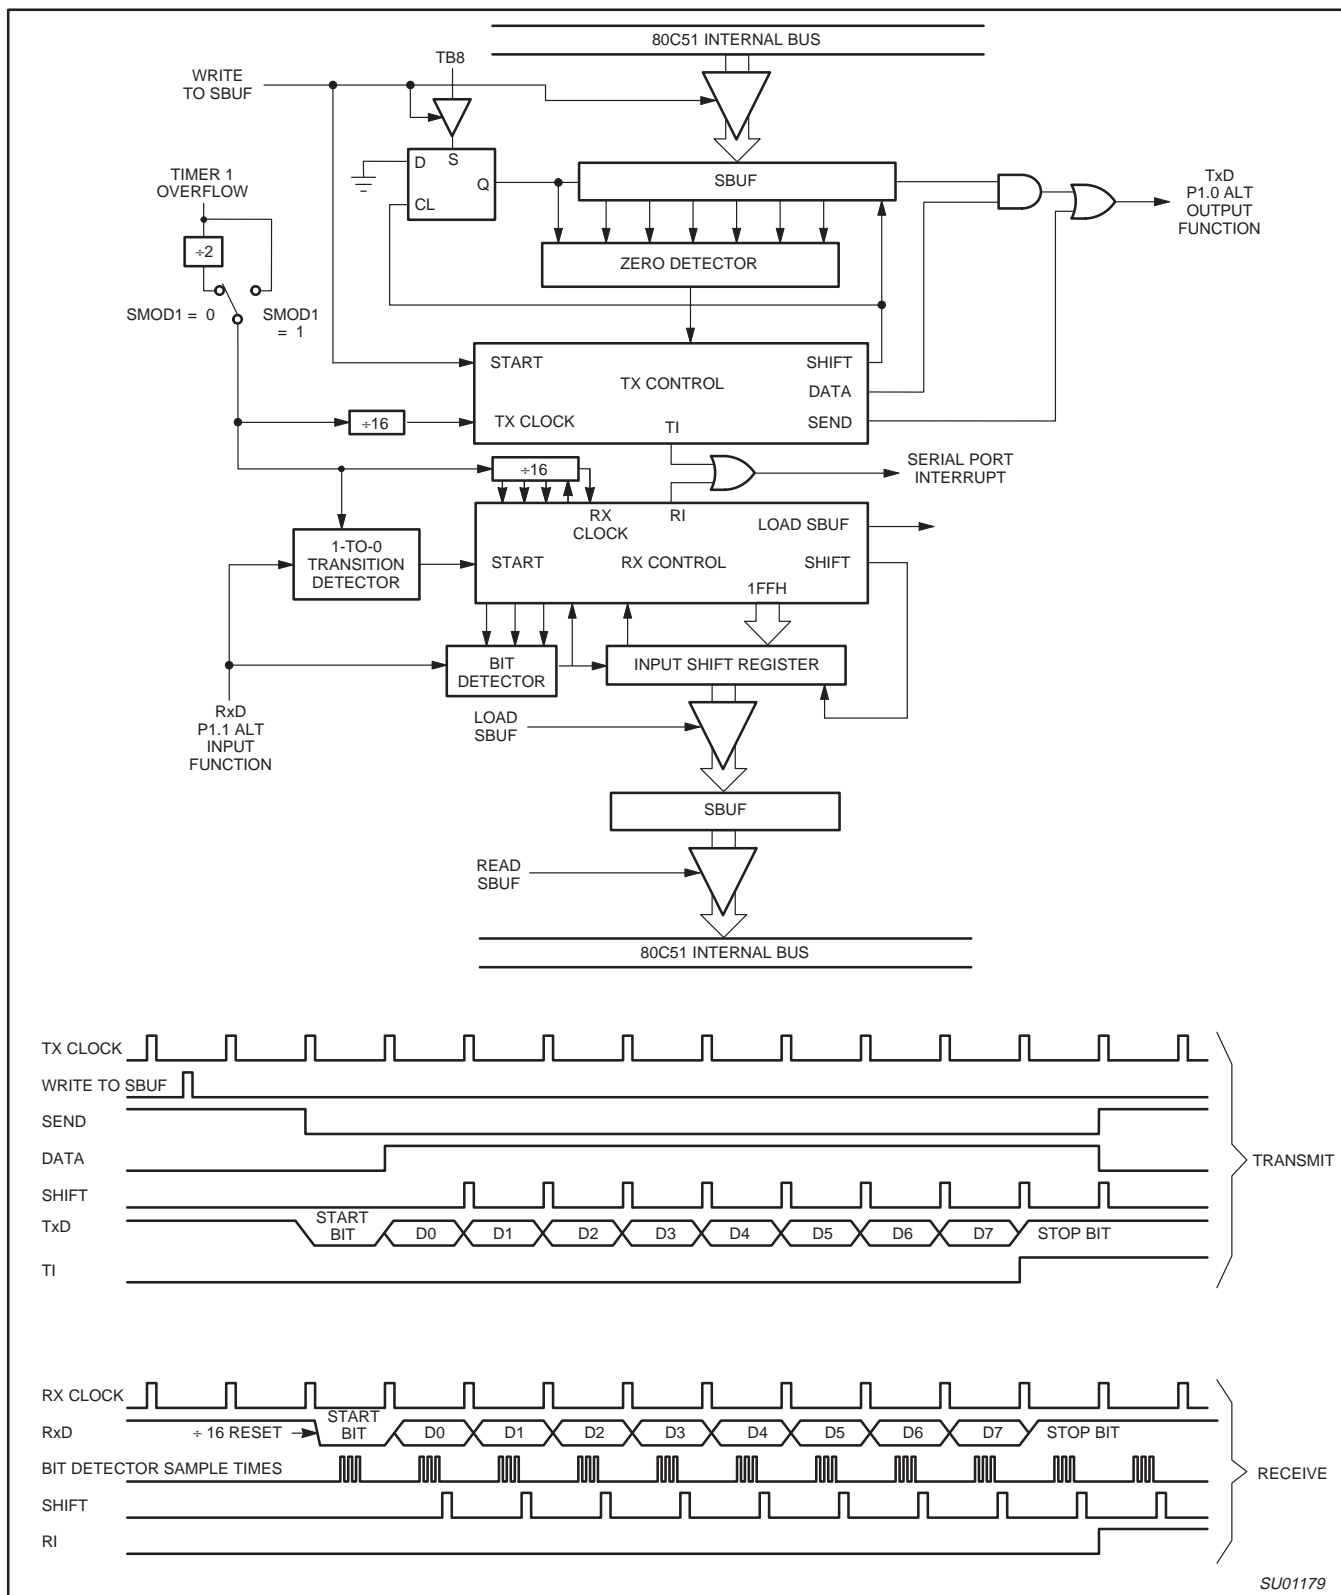 80C51 INTERNAL BUS
TB8
WRITE
TO SBUF
D
S
Q
CL
TIMER 1
OVERFLOW
÷2
SMOD1 = 0
SMOD1
= 1
SBUF
ZERO DETECTOR
TxD
P1.0 ALT
OUTPUT
FUNCTION
START
TX CONTROL
SHIFT
DATA
SEND
TX CLOCK
TI
÷16
÷16
SERIAL PORT
INTERRUPT
RX
CLOCK
RI
LOAD SBUF
START
RX CONTROL
SHIFT
1FFH
1-TO-0
TRANSITION
DETECTOR
BIT
DETECTOR
INPUT SHIFT REGISTER
RxD
P1.1 ALT
INPUT
FUNCTION
LOAD
SBUF
SBUF
READ
SBUF
80C51 INTERNAL BUS
TX CLOCK
WRITE TO SBUF
SEND
DATA
SHIFT
TxD
START
BIT
D0 D1 D2 D3 D4 D5 D6 D7 STOP BIT
TI
TRANSMIT
RX CLOCK
RxD
÷ 16 RESET
START
BIT
D0 D1 D2 D3 D4 D5 D6 D7 STOP BIT
BIT DETECTOR SAMPLE TIMES
SHIFT
RI
RECEIVE
SU01179